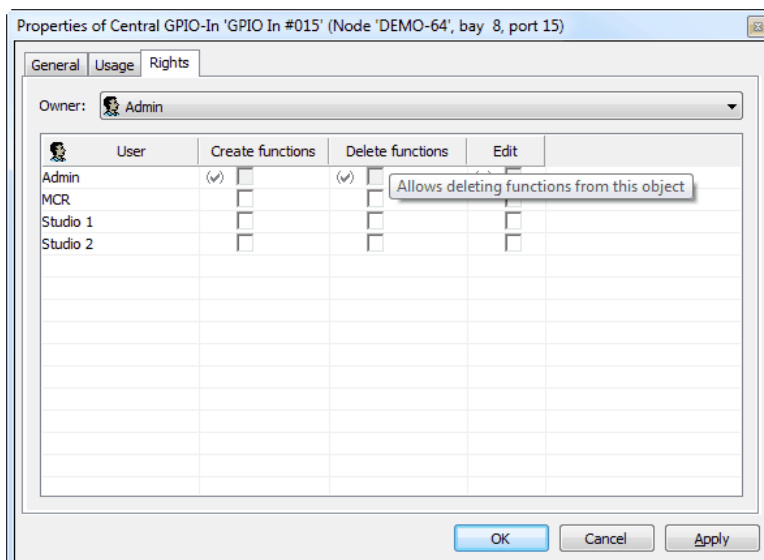 Properties of Central GPIO-In 'GPIO In #015' (Node 'DEMO-64', bay 8, port 15)
General Usage Rights
Owner: Admin
User Create functions Delete functions Edit
Admin
Allows deleting functions from this object
MCR
Studio 1
Studio 2
OK Cancel Apply